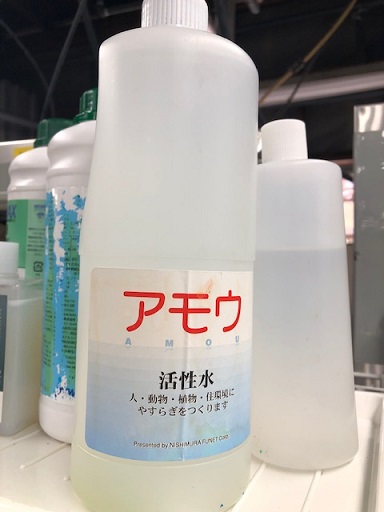 アモウ
AMOU
活性水
人・動物・植物・住環境に
やすらぎをつくります
Presented by NISHIMURA FUNET Corp.